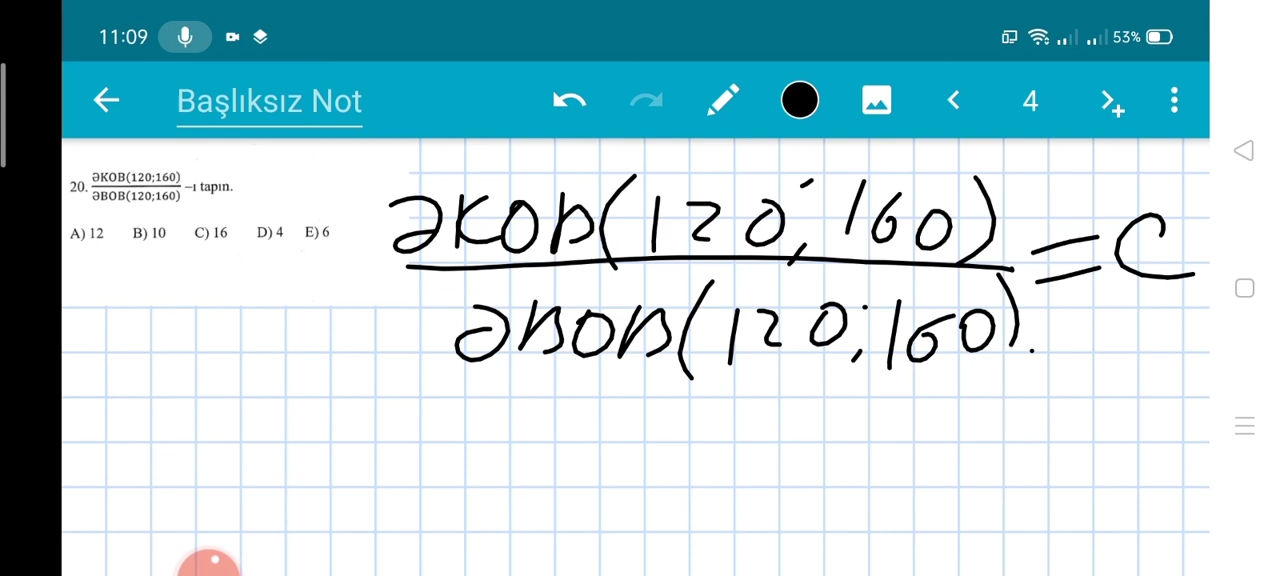 11:09
53%
Başlıksız Not
4
20. ƏKOB(120;160)
ƏBOB(120;160) –ı tapın.
A) 12 B) 10 C) 16 D) 4 E) 6
ƏKOB(120;160) = C
ƏBOB(120;160).